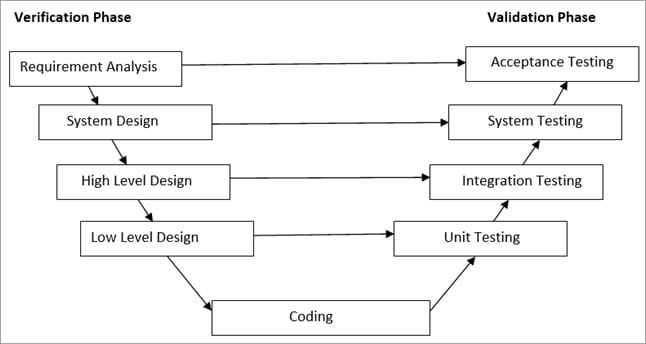 Verification Phase
Validation Phase
Requirement Analysis
Acceptance Testing
System Design
System Testing
High Level Design
Integration Testing
Low Level Design
Unit Testing
Coding